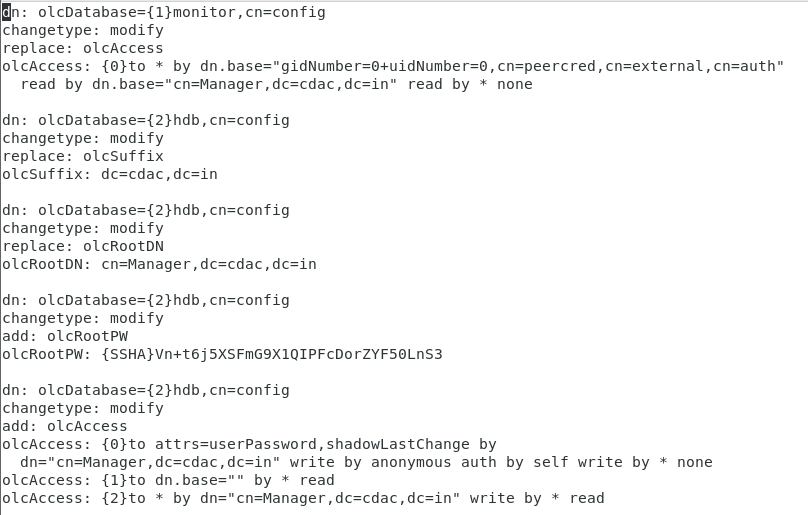 dn: olcDatabase={1}monitor,cn=config
changetype: modify
replace: olcAccess
olcAccess: {0}to * by dn.base="gidNumber=0+uidNumber=0,cn=peercred,cn=external,cn=auth"
  read by dn.base="cn=Manager,dc=cdac,dc=in" read by * none

dn: olcDatabase={2}hdb,cn=config
changetype: modify
replace: olcSuffix
olcSuffix: dc=cdac,dc=in

dn: olcDatabase={2}hdb,cn=config
changetype: modify
replace: olcRootDN
olcRootDN: cn=Manager,dc=cdac,dc=in

dn: olcDatabase={2}hdb,cn=config
changetype: modify
add: olcRootPW
olcRootPW: {SSHA}Vn+t6j5XSFmG9X1QIPFcDorZYF50LnS3

dn: olcDatabase={2}hdb,cn=config
changetype: modify
add: olcAccess
olcAccess: {0}to attrs=userPassword,shadowLastChange by
  dn="cn=Manager,dc=cdac,dc=in" write by anonymous auth by self write by * none
olcAccess: {1}to dn.base="" by * read
olcAccess: {2}to * by dn="cn=Manager,dc=cdac,dc=in" write by * read